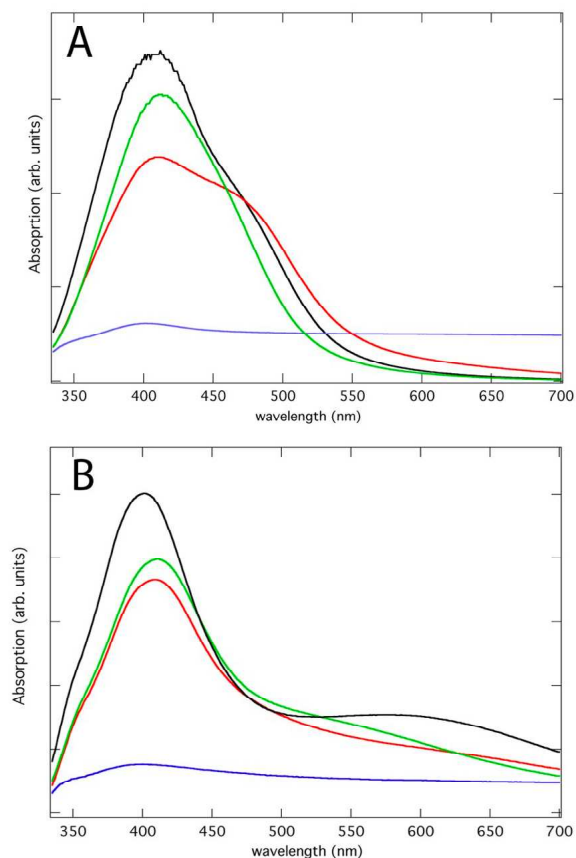 A
Absoprtion (arb. units)
350 400 450 500 550 600 650 700
wavelength (nm)
B
Absorption (arb. units)
350 400 450 500 550 600 650 700
wavelength (nm)